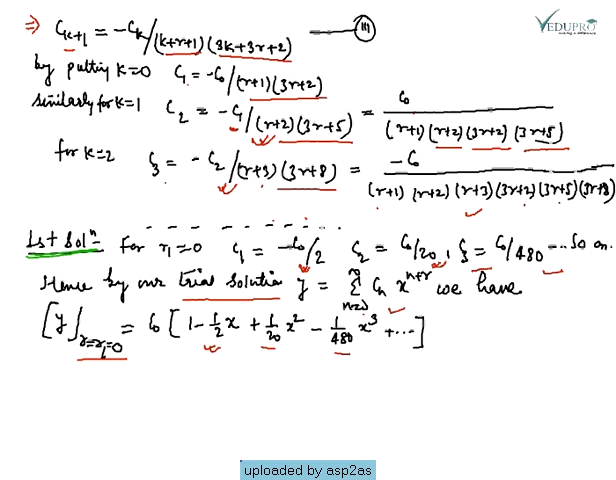 ⇒ C_{k+1} = -C_k/(k+r+1)(3k+3r+2) — (III)
VEDUPRO
by putting k=0 C_1 = -C_0/(r+1)(3r+2)
similarly for k=1 C_2 = -C_1/(r+2)(3r+5) = C_0/(r+1)(r+2)(3r+2)(3r+5)
for k=2 C_3 = -C_2/(r+3)(3r+8) = -C_0/(r+1)(r+2)(r+3)(3r+2)(3r+5)(3r+8)
- - - - - - - - - - - - - -
1st Sol^n For r_1=0 C_1 = -C_0/2 C_2 = C_0/20, C_3 = C_0/480 ---- So on.
Hence by our trial solution y = ∑_{n=0}^{∞} C_n x^{n+r} we have
[y]_{r=r_1=0} = C_0 [1 - 1/2 x + 1/20 x^2 - 1/480 x^3 + ...]
uploaded by asp2as